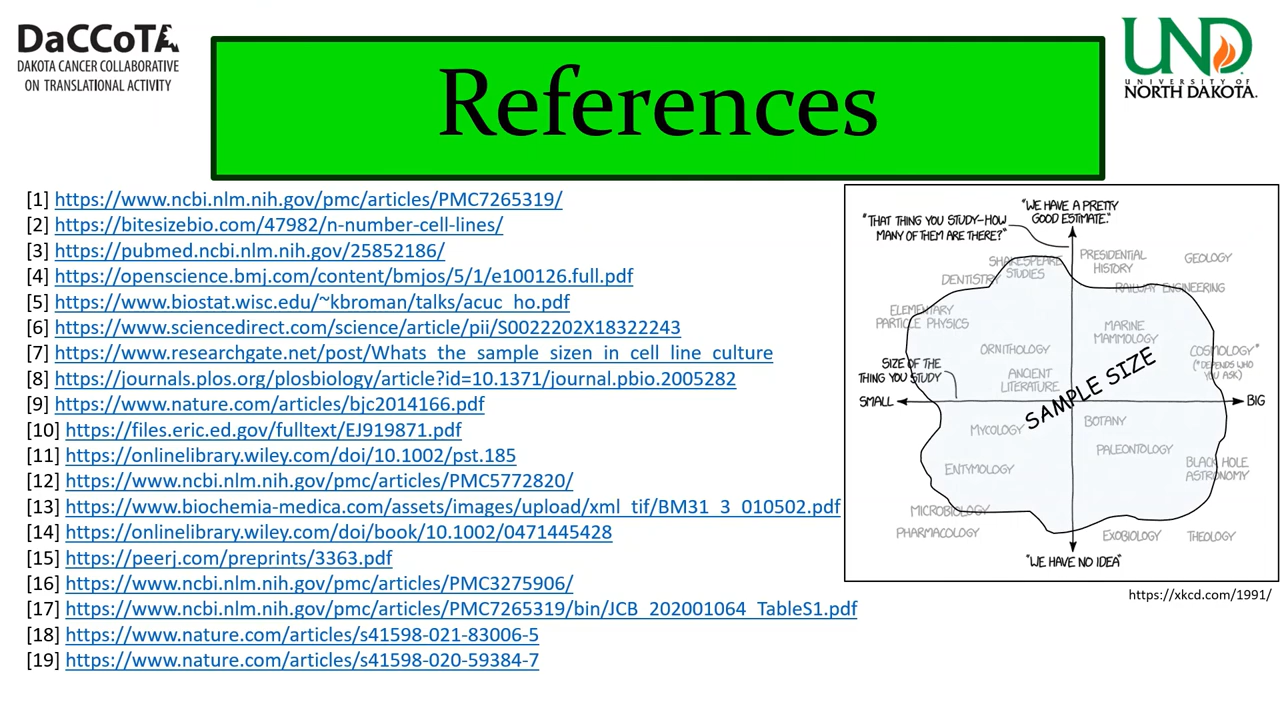 DaCCoTA
DAKOTA CANCER COLLABORATIVE
ON TRANSLATIONAL ACTIVITY
References
UND
UNIVERSITY OF
NORTH DAKOTA.
[1] https://www.ncbi.nlm.nih.gov/pmc/articles/PMC7265319/
[2] https://bitesizebio.com/47982/n-number-cell-lines/
[3] https://pubmed.ncbi.nlm.nih.gov/25852186/
[4] https://openscience.bmj.com/content/bmjos/5/1/e100126.full.pdf
[5] https://www.biostat.wisc.edu/~kbroman/talks/acuc_ho.pdf
[6] https://www.sciencedirect.com/science/article/pii/S0022202X18322243
[7] https://www.researchgate.net/post/Whats_the_sample_sizen_in_cell_line_culture
[8] https://journals.plos.org/plosbiology/article?id=10.1371/journal.pbio.2005282
[9] https://www.nature.com/articles/bjc2014166.pdf
[10] https://files.eric.ed.gov/fulltext/EJ919871.pdf
[11] https://onlinelibrary.wiley.com/doi/10.1002/pst.185
[12] https://www.ncbi.nlm.nih.gov/pmc/articles/PMC5772820/
[13] https://www.biochemia-medica.com/assets/images/upload/xml_tif/BM31_3_010502.pdf
[14] https://onlinelibrary.wiley.com/doi/book/10.1002/0471445428
[15] https://peerj.com/preprints/3363.pdf
[16] https://www.ncbi.nlm.nih.gov/pmc/articles/PMC3275906/
[17] https://www.ncbi.nlm.nih.gov/pmc/articles/PMC7265319/bin/JCB_202001064_TableS1.pdf
[18] https://www.nature.com/articles/s41598-021-83006-5
[19] https://www.nature.com/articles/s41598-020-59384-7
"WE HAVE A PRETTY
GOOD ESTIMATE."
"THAT THING YOU STUDY—HOW
MANY OF THEM ARE THERE?"
SHAKESPEARE
STUDIES
PRESIDENTIAL
HISTORY
GEOLOGY
DENTISTRY
RAILWAY ENGINEERING
ELEMENTARY
PARTICLE PHYSICS
MARINE
MAMMOLOGY
ORNITHOLOGY
COSMOLOGY*
(*DEPENDS WHO
YOU ASK)
SIZE OF THE
THING YOU STUDY
ANCIENT
LITERATURE
SAMPLE SIZE
SMALL
BIG
MYCOLOGY
BOTANY
PALEONTOLOGY
ENTYMOLOGY
BLACK HOLE
ASTRONOMY
MICROBIOLOGY
PHARMACOLOGY
EXOBIOLOGY
THEOLOGY
"WE HAVE NO IDEA"
https://xkcd.com/1991/